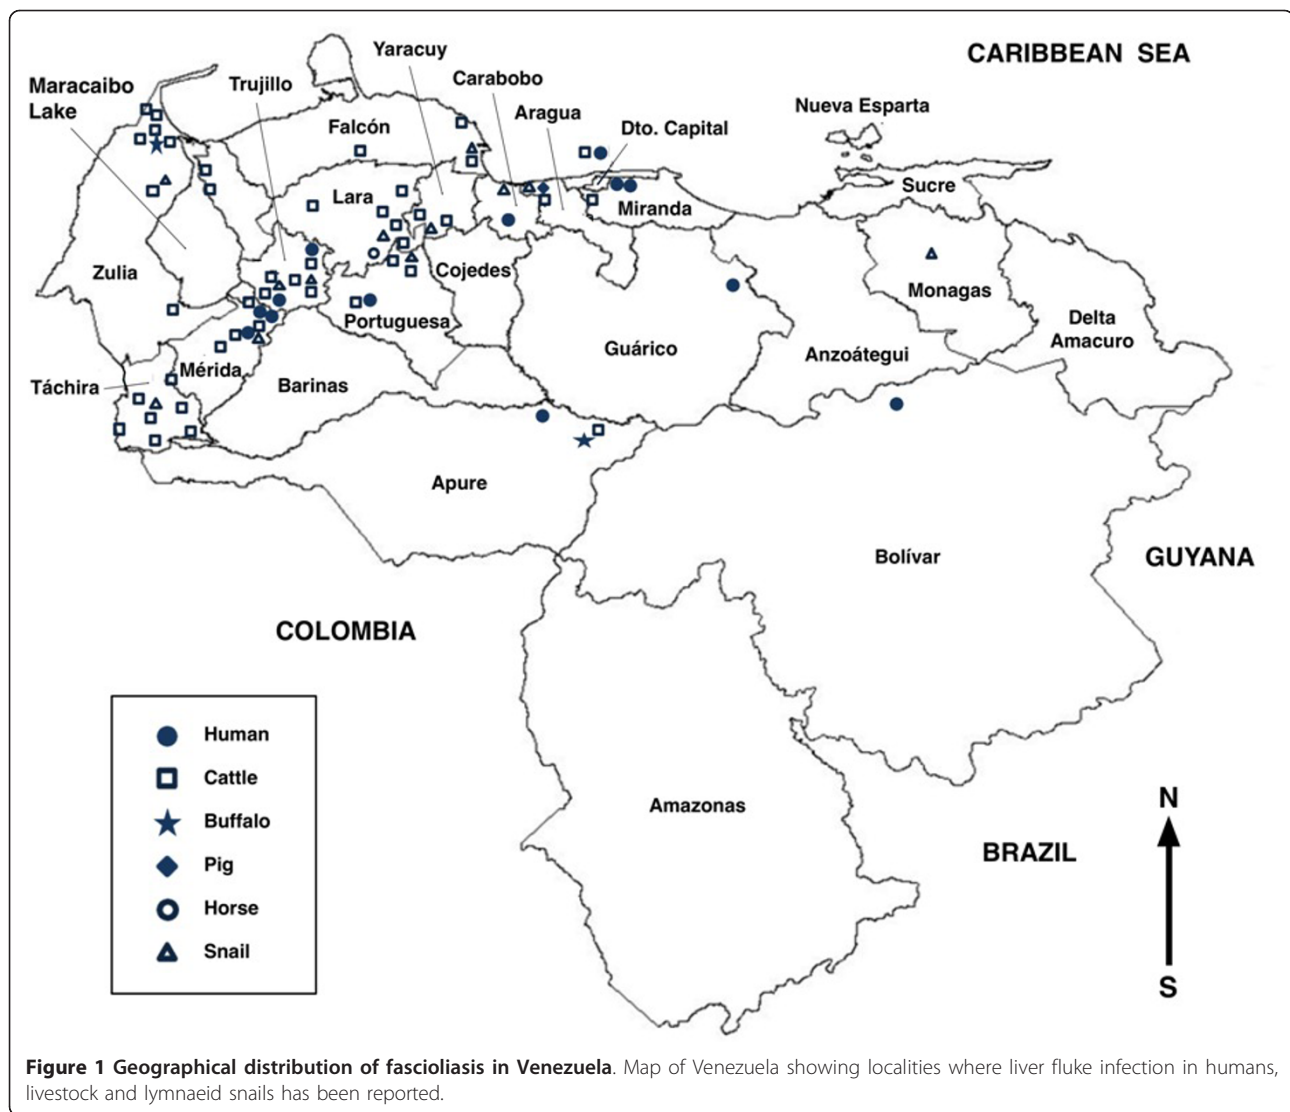 CARIBBEAN SEA
Yaracuy
Carabobo
Trujillo
Maracaibo
Lake
Aragua
Nueva Esparta
Falcón
Dto. Capital
Sucre
Lara
Miranda
Zulia
Cojedes
Monagas
Portuguesa
Delta
Amacuro
Guárico
Anzoátegui
Mérida
Táchira
Barinas
Apure
Bolívar
GUYANA
COLOMBIA
Human
Cattle
Buffalo
Pig
Horse
Snail
Amazonas
BRAZIL
N
S
Figure 1 Geographical distribution of fascioliasis in Venezuela. Map of Venezuela showing localities where liver fluke infection in humans,
livestock and lymnaeid snails has been reported.